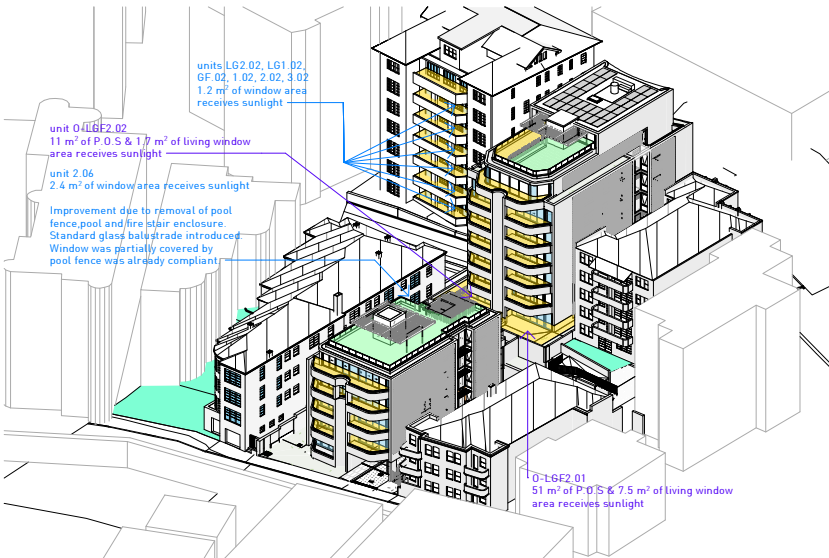 units LG2.02, LG1.02,
GF.02, 1.02, 2.02, 3.02
1.2 m² of window area
receives sunlight
unit O-LGF2.02
11 m² of P.O.S & 1.7 m² of living window
area receives sunlight
unit 2.06
2.4 m² of window area receives sunlight
Improvement due to removal of pool
fence,pool and fire stair enclosure.
Standard glass balustrade introduced.
Window was partially covered by
pool fence was already compliant.
O-LGF2.01
51 m² of P.O.S & 7.5 m² of living window
area receives sunlight